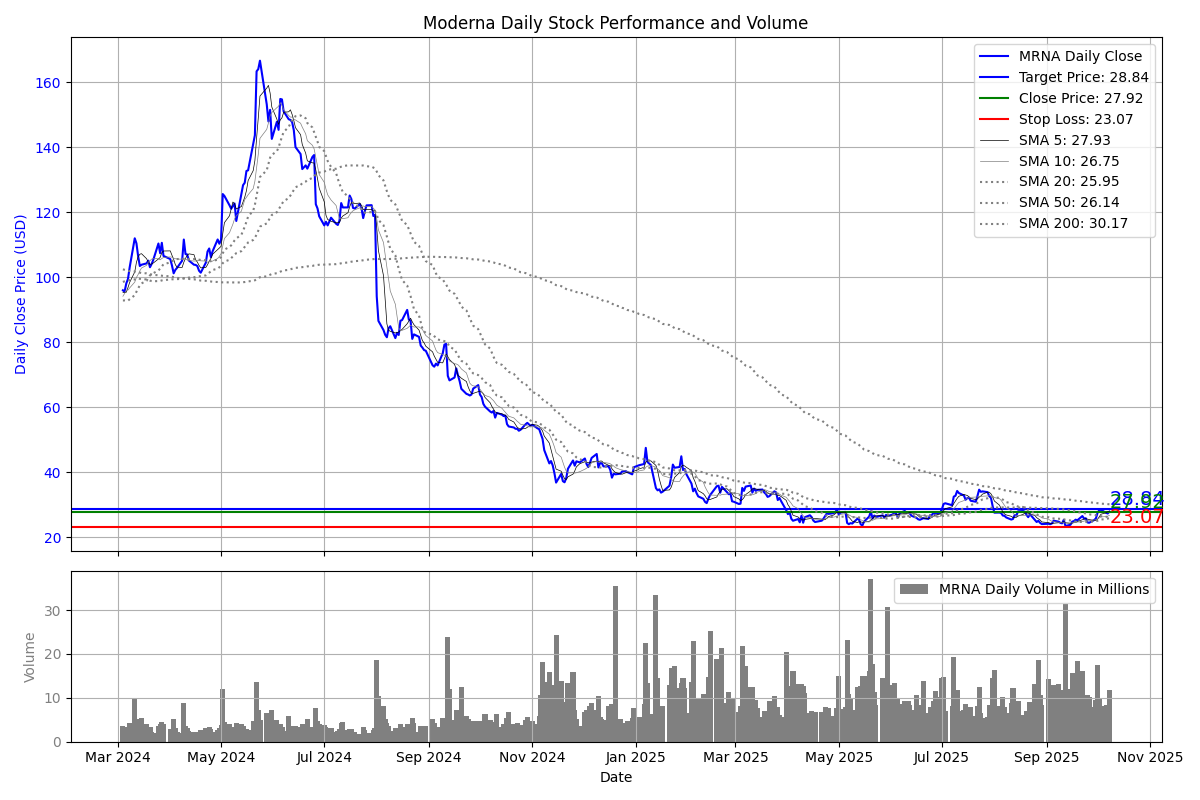 Moderna Daily Stock Performance and Volume
Daily Close Price (USD)
160
140
120
100
80
60
40
20
MRNA Daily Close
Target Price: 28.84
Close Price: 27.92
Stop Loss: 23.07
SMA 5: 27.93
SMA 10: 26.75
SMA 20: 25.95
SMA 50: 26.14
SMA 200: 30.17
28.84
27.92
23.07
Volume
30
20
10
0
MRNA Daily Volume in Millions
Mar 2024 May 2024 Jul 2024 Sep 2024 Nov 2024 Jan 2025 Mar 2025 May 2025 Jul 2025 Sep 2025 Nov 2025
Date